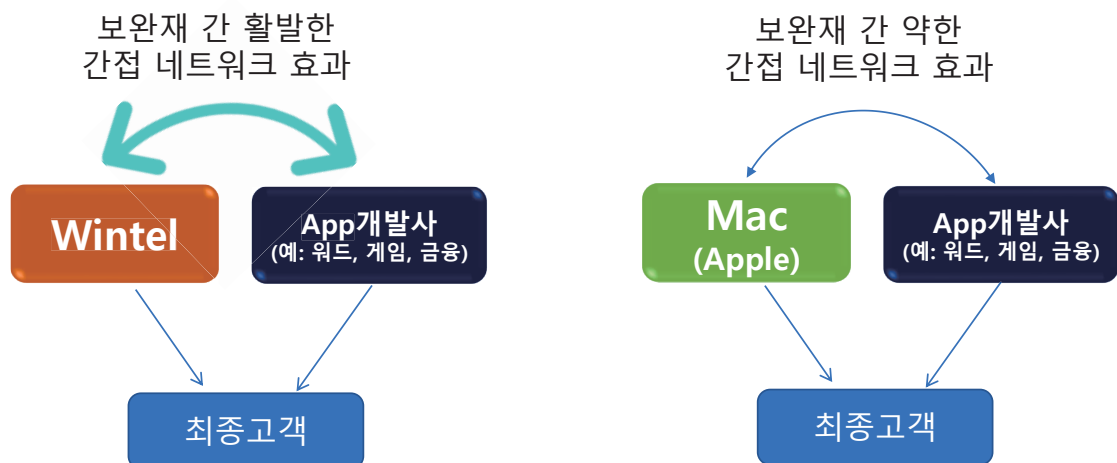 보완재 간 활발한
간접 네트워크 효과
Wintel
App개발사
(예: 워드, 게임, 금융)
최종고객
보완재 간 약한
간접 네트워크 효과
Mac
(Apple)
App개발사
(예: 워드, 게임, 금융)
최종고객